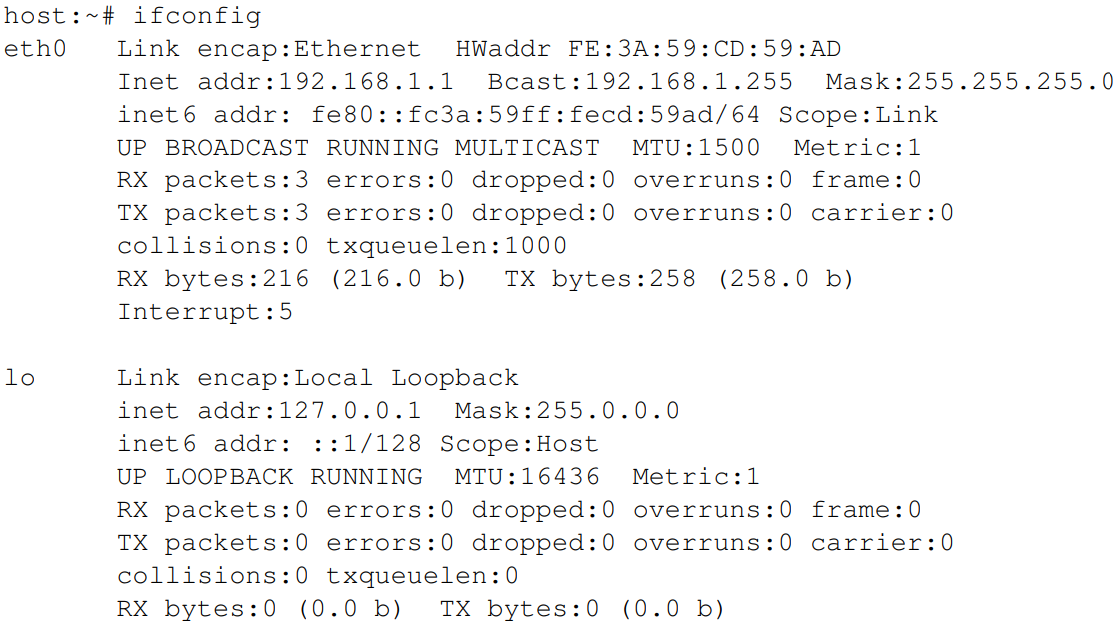 host:~# ifconfig
eth0   Link encap:Ethernet  HWaddr FE:3A:59:CD:59:AD
       Inet addr:192.168.1.1  Bcast:192.168.1.255  Mask:255.255.255.0
       inet6 addr: fe80::fc3a:59ff:fecd:59ad/64 Scope:Link
       UP BROADCAST RUNNING MULTICAST  MTU:1500  Metric:1
       RX packets:3 errors:0 dropped:0 overruns:0 frame:0
       TX packets:3 errors:0 dropped:0 overruns:0 carrier:0
       collisions:0 txqueuelen:1000
       RX bytes:216 (216.0 b)  TX bytes:258 (258.0 b)
       Interrupt:5
lo     Link encap:Local Loopback
       inet addr:127.0.0.1  Mask:255.0.0.0
       inet6 addr: ::1/128 Scope:Host
       UP LOOPBACK RUNNING  MTU:16436  Metric:1
       RX packets:0 errors:0 dropped:0 overruns:0 frame:0
       TX packets:0 errors:0 dropped:0 overruns:0 carrier:0
       collisions:0 txqueuelen:0
       RX bytes:0 (0.0 b)  TX bytes:0 (0.0 b)